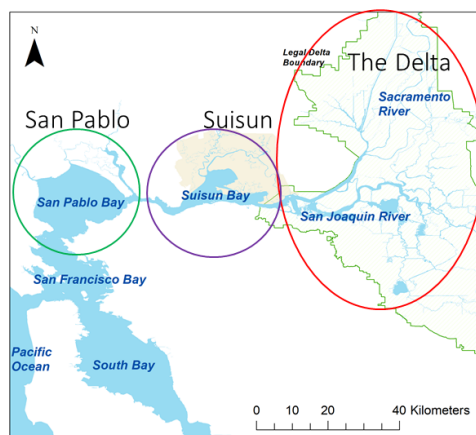 N
Legal Delta
Boundary
The Delta
Sacramento
River
San Pablo
Suisun
San Pablo Bay
Suisun Bay
San Joaquin River
San Francisco Bay
Pacific
Ocean
South Bay
0 10 20 40 Kilometers